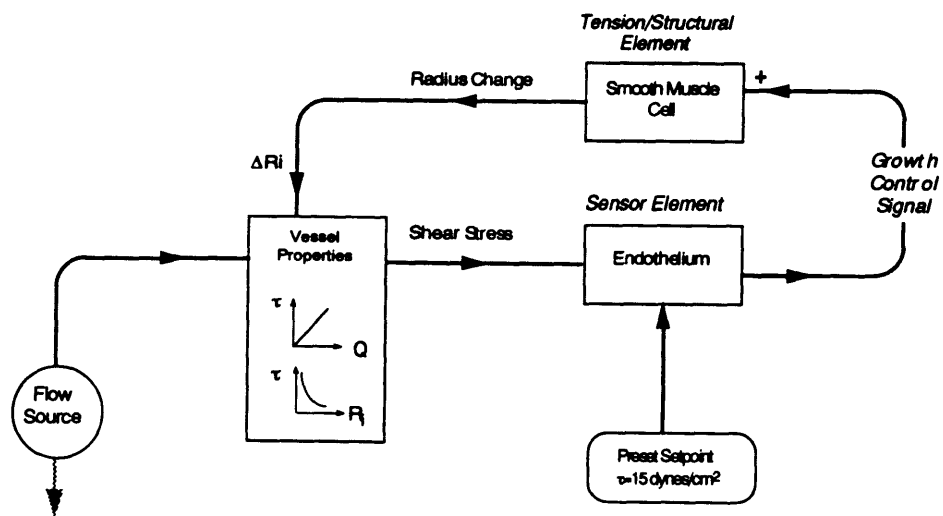 Tension/Structural
Element
Radius Change
Smooth Muscle
Cell
+
Growth
Control
Signal
ΔRi
Sensor Element
Vessel
Properties
Shear Stress
Endothelium
τ
Q
τ
Ri
Flow
Source
Preset Setpoint
τ=15 dynes/cm²